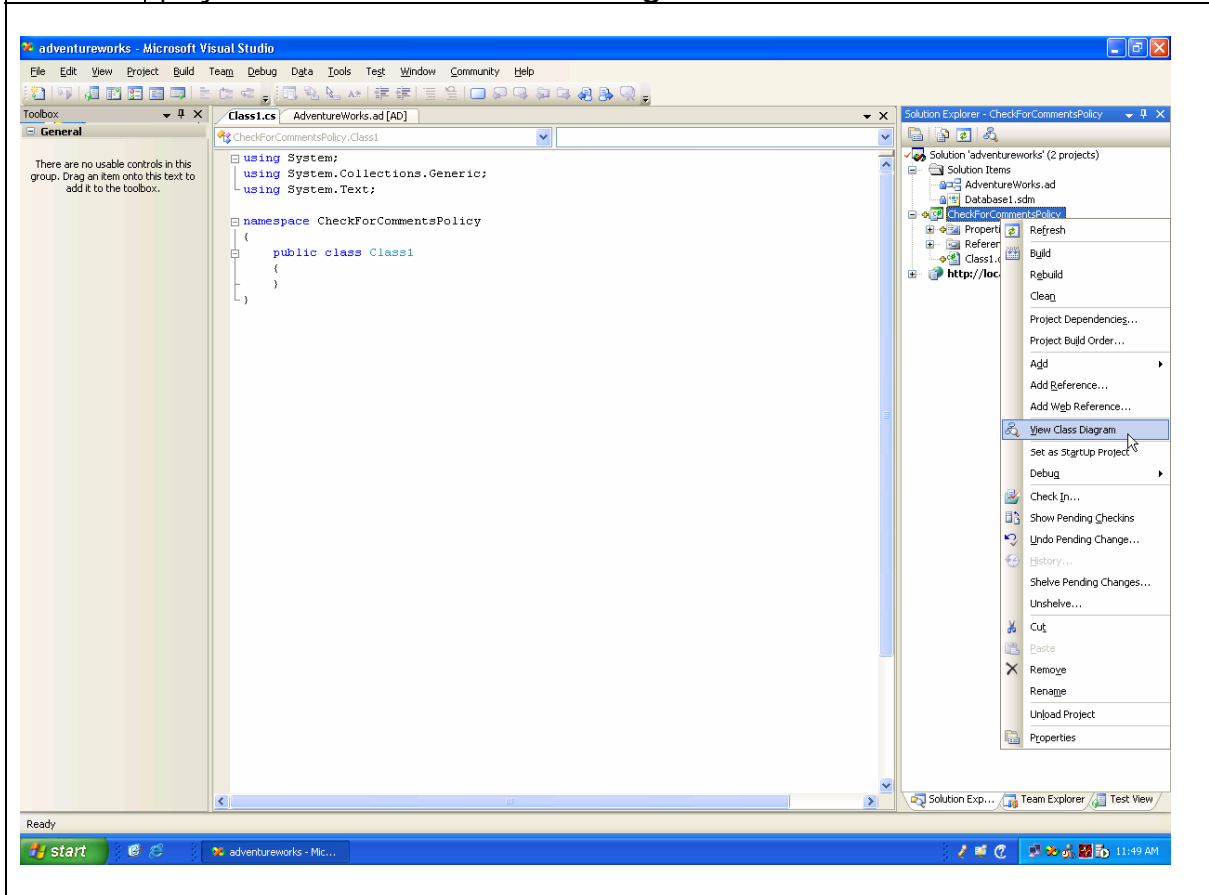 adventureworks - Microsoft Visual Studio
File Edit View Project Build Team Debug Data Tools Test Window Community Help
Toolbox
General
There are no usable controls in this
group. Drag an item onto this text to
add it to the toolbox.
Class1.cs AdventureWorks.ad [AD]
CheckForCommentsPolicy.Class1
using System;
using System.Collections.Generic;
using System.Text;
namespace CheckForCommentsPolicy
{
public class Class1
{
}
}
Solution Explorer - CheckForCommentsPolicy
Solution 'adventureworks' (2 projects)
Solution Items
AdventureWorks.ad
Database1.sdm
CheckForCommentsPolicy
Properti
Referer
Class1.c
http://loc
Refresh
Build
Rebuild
Clean
Project Dependencies...
Project Build Order...
Add
Add Reference...
Add Web Reference...
View Class Diagram
Set as StartUp Project
Debug
Check In...
Show Pending Checkins
Undo Pending Change...
History...
Shelve Pending Changes...
Unshelve...
Cut
Paste
Remove
Rename
Unload Project
Properties
Solution Exp... Team Explorer Test View
Ready
start adventureworks - Mic... 11:49 AM